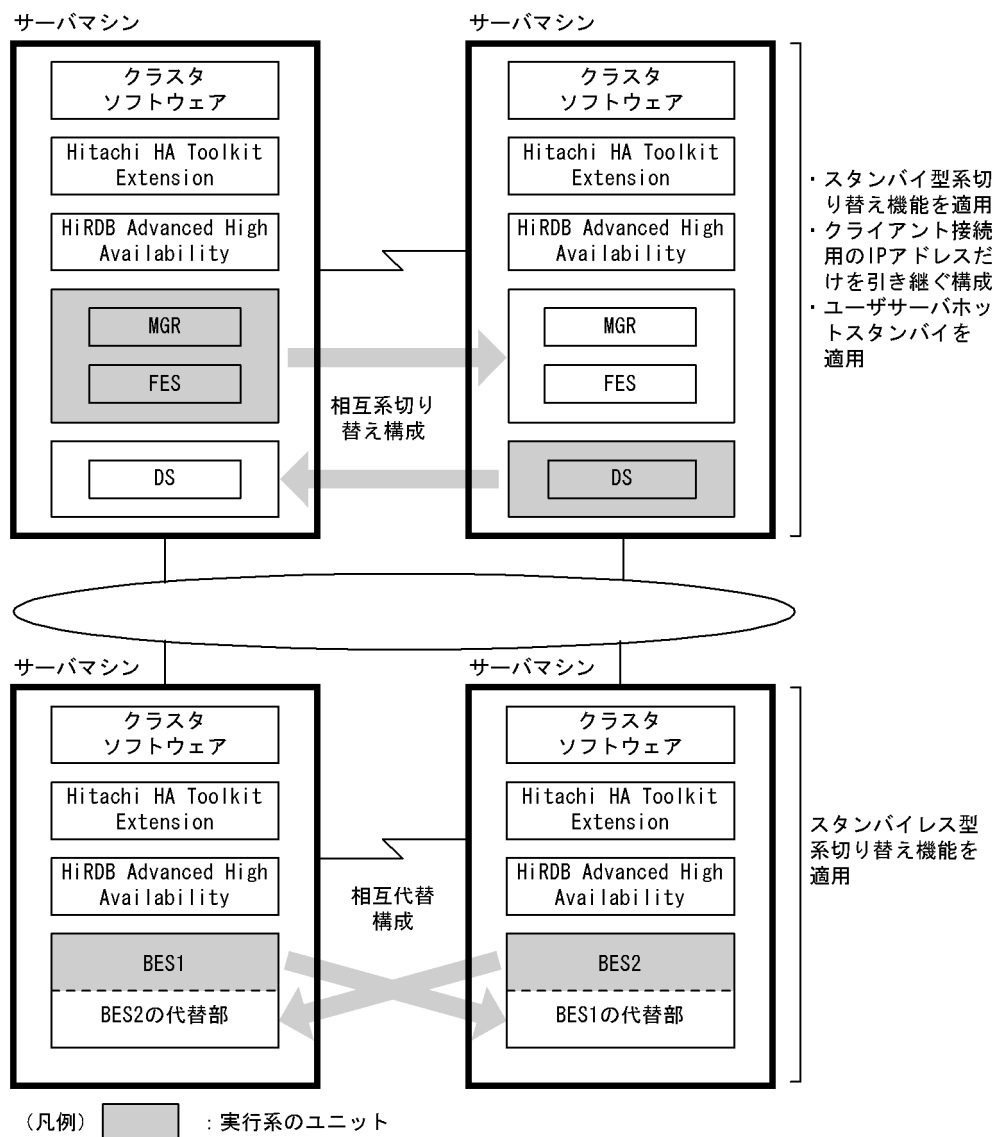 サーバマシン
クラスタ
ソフトウェア
Hitachi HA Toolkit
Extension
HiRDB Advanced High
Availability
MGR
FES
DS
サーバマシン
クラスタ
ソフトウェア
Hitachi HA Toolkit
Extension
HiRDB Advanced High
Availability
MGR
FES
DS
相互系切り
替え構成
・スタンバイ型系切
り替え機能を適用
・クライアント接続
用のIPアドレスだ
けを引き継ぐ構成
・ユーザサーバホッ
トスタンバイを
適用
サーバマシン
クラスタ
ソフトウェア
Hitachi HA Toolkit
Extension
HiRDB Advanced High
Availability
BES1
BES2の代替部
サーバマシン
クラスタ
ソフトウェア
Hitachi HA Toolkit
Extension
HiRDB Advanced High
Availability
BES2
BES1の代替部
相互代替
構成
スタンバイレス型
系切り替え機能を
適用
（凡例） ：実行系のユニット